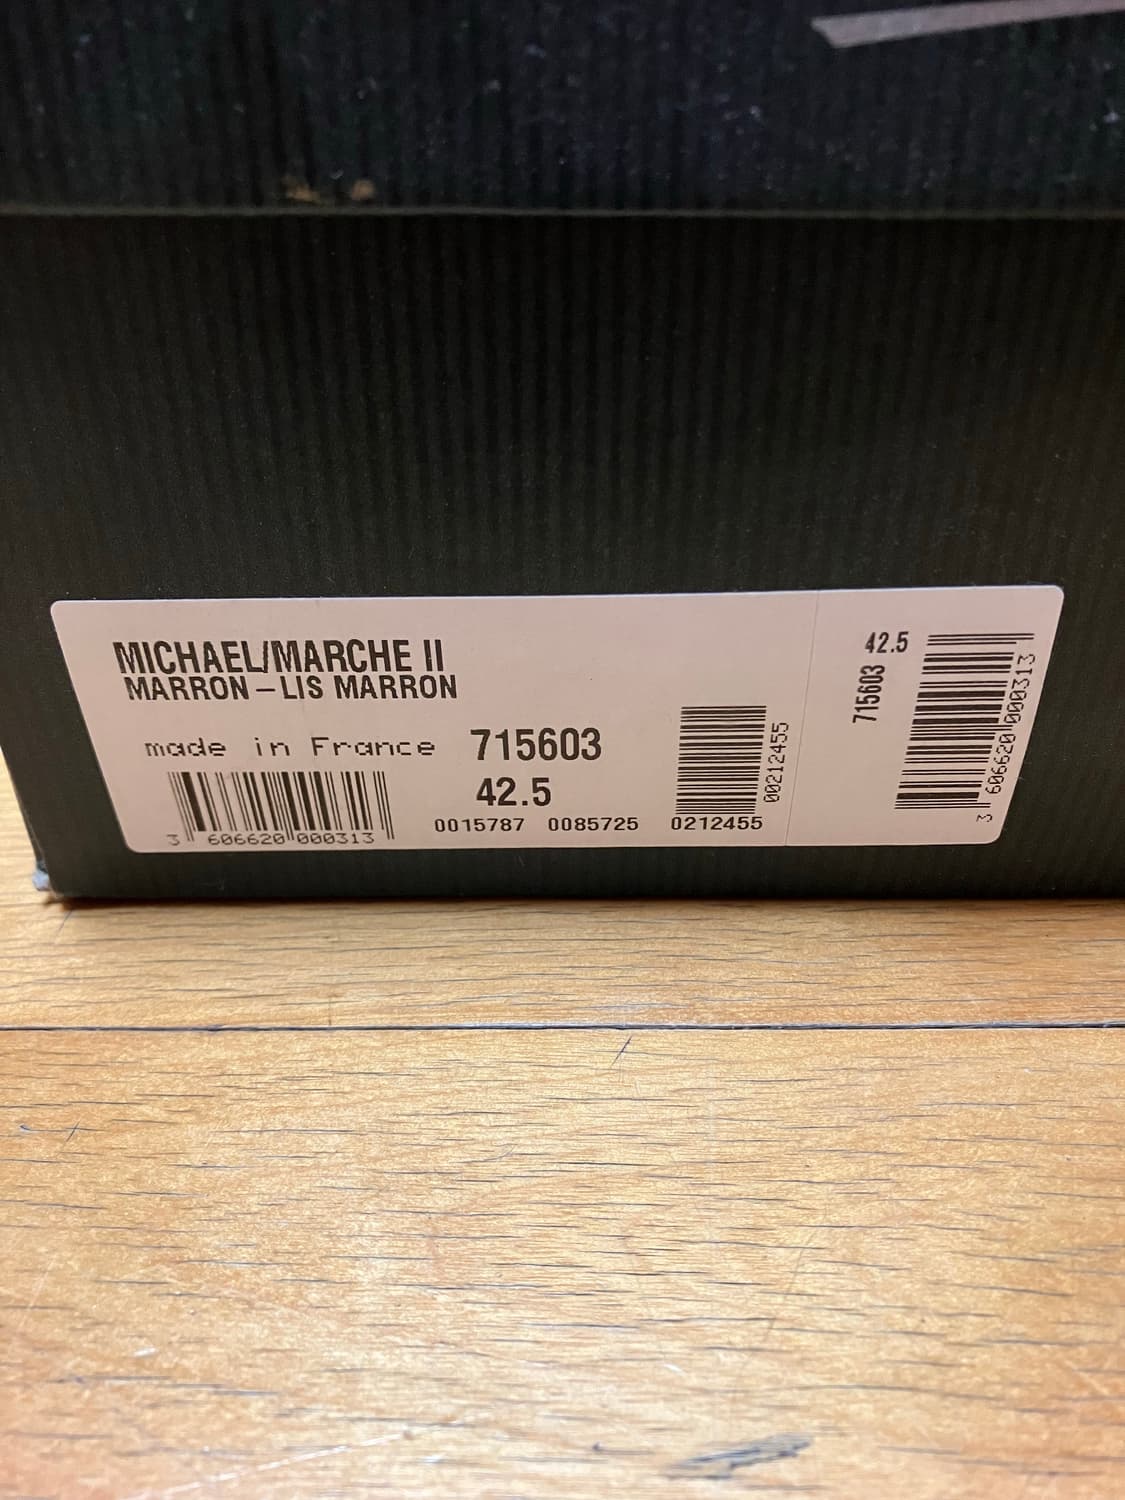 MICHAEL/MARCHE II
MARRON – LIS MARRON
made in France 715603
42.5
3 606620 000313
0015787 0085725 0212455
00212455
42.5
715603
3 606620 000313